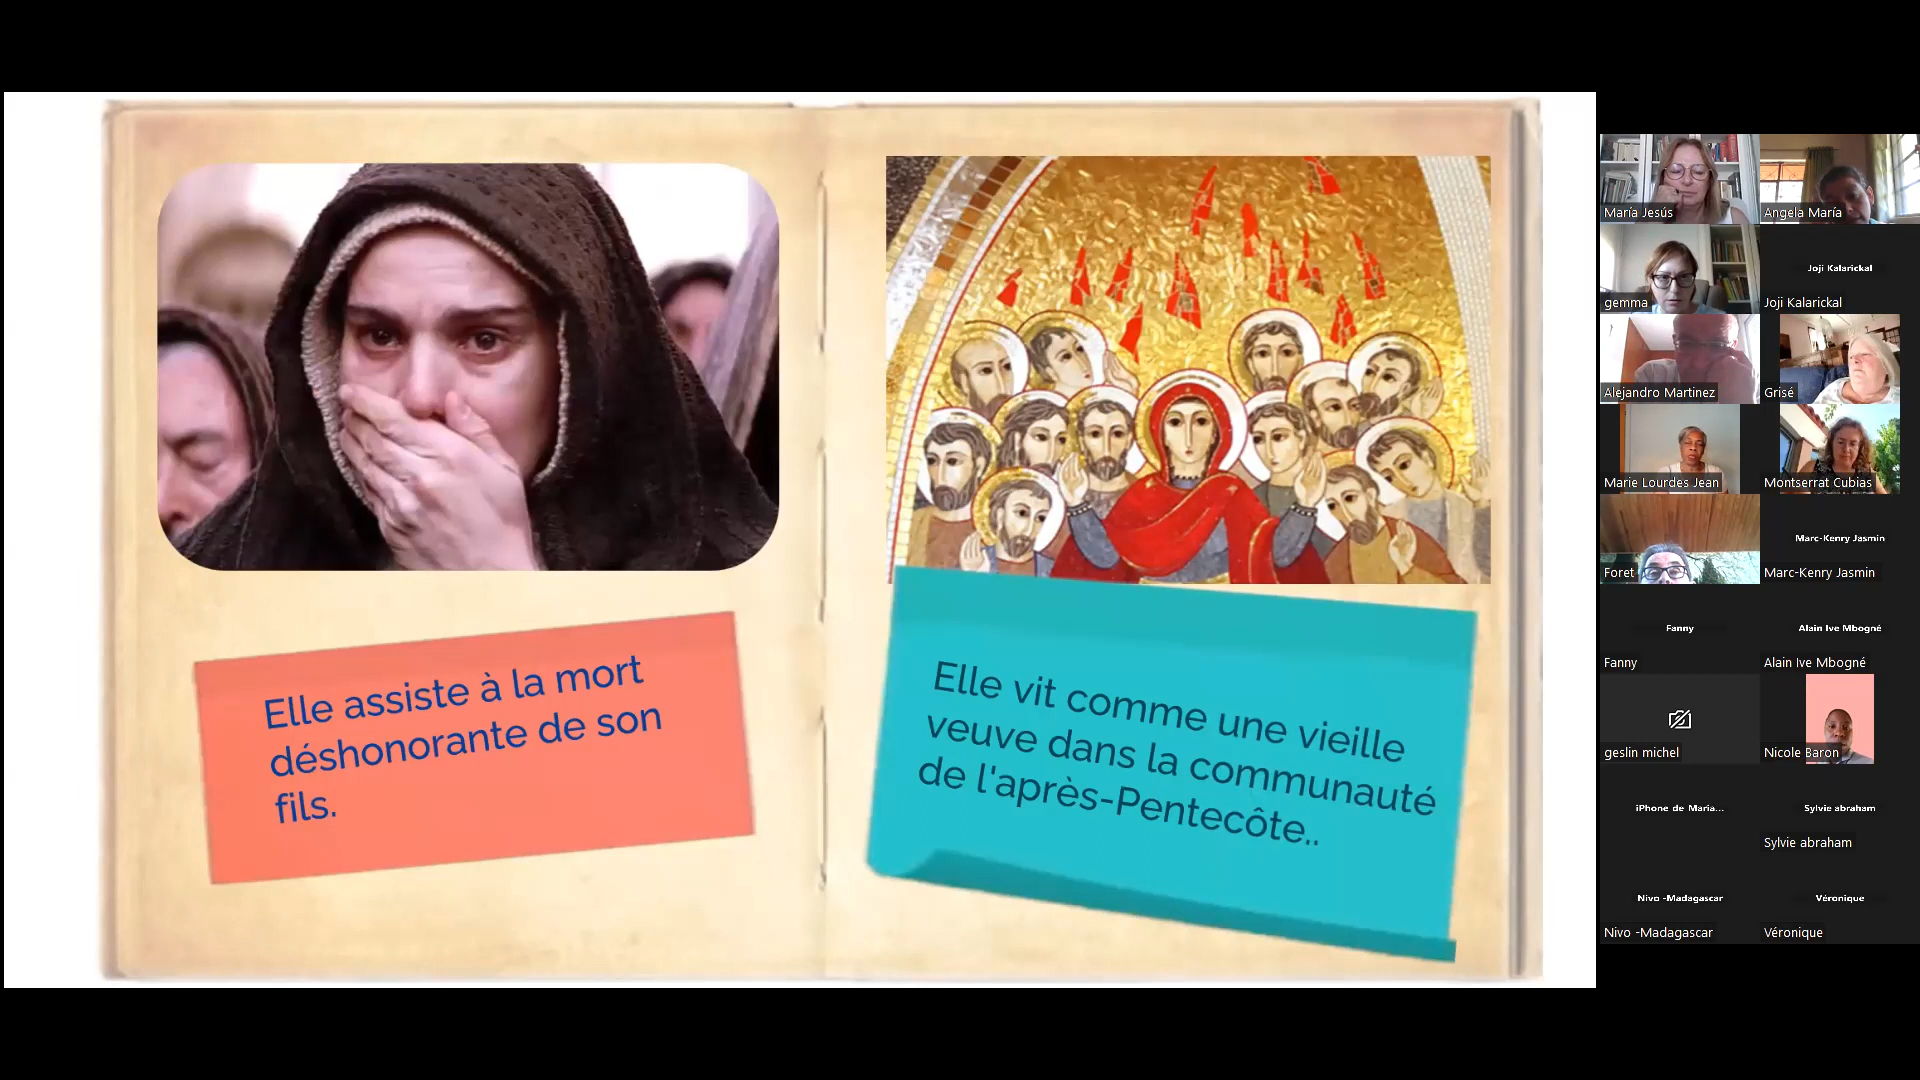 Elle assiste à la mort
déshonorante de son
fils.
Elle vit comme une vieille
veuve dans la communauté
de l'après-Pentecôte..
María Jesús
Angela María
gemma
Joji Kalarickal
Joji Kalarickal
Alejandro Martinez
Grisé
Marie Lourdes Jean
Montserrat Cubias
Foret
Marc-Kenry Jasmin
Marc-Kenry Jasmin
Fanny
Fanny
Alain Ive Mbogné
Alain Ive Mbogné
geslin michel
Nicole Baron
iPhone de Maria...
Sylvie abraham
Sylvie abraham
Nivo -Madagascar
Nivo -Madagascar
Véronique
Véronique